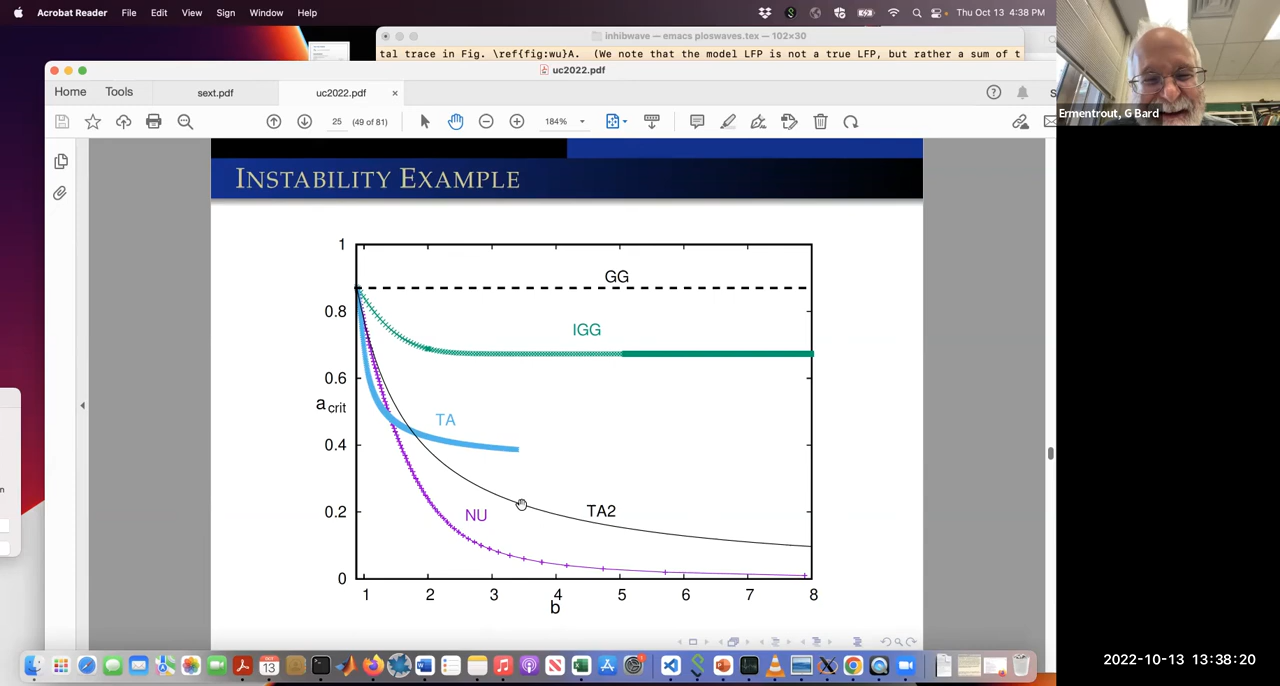 Acrobat Reader File Edit View Sign Window Help Thu Oct 13 4:38 PM
inhibwave — emacs ploswaves.tex — 102×30
tal trace in Fig. \ref{fig:wu}A. (We note that the model LFP is not a true LFP, but rather a sum of t
uc2022.pdf
Home Tools sext.pdf uc2022.pdf × S
25 (49 of 81) 184%
Ermentrout, G Bard
INSTABILITY EXAMPLE
1
GG
0.8
IGG
0.6
a crit
TA
0.4
0.2
NU
TA2
0
1 2 3 4 5 6 7 8
b
n
OCT
13
2022-10-13 13:38:20